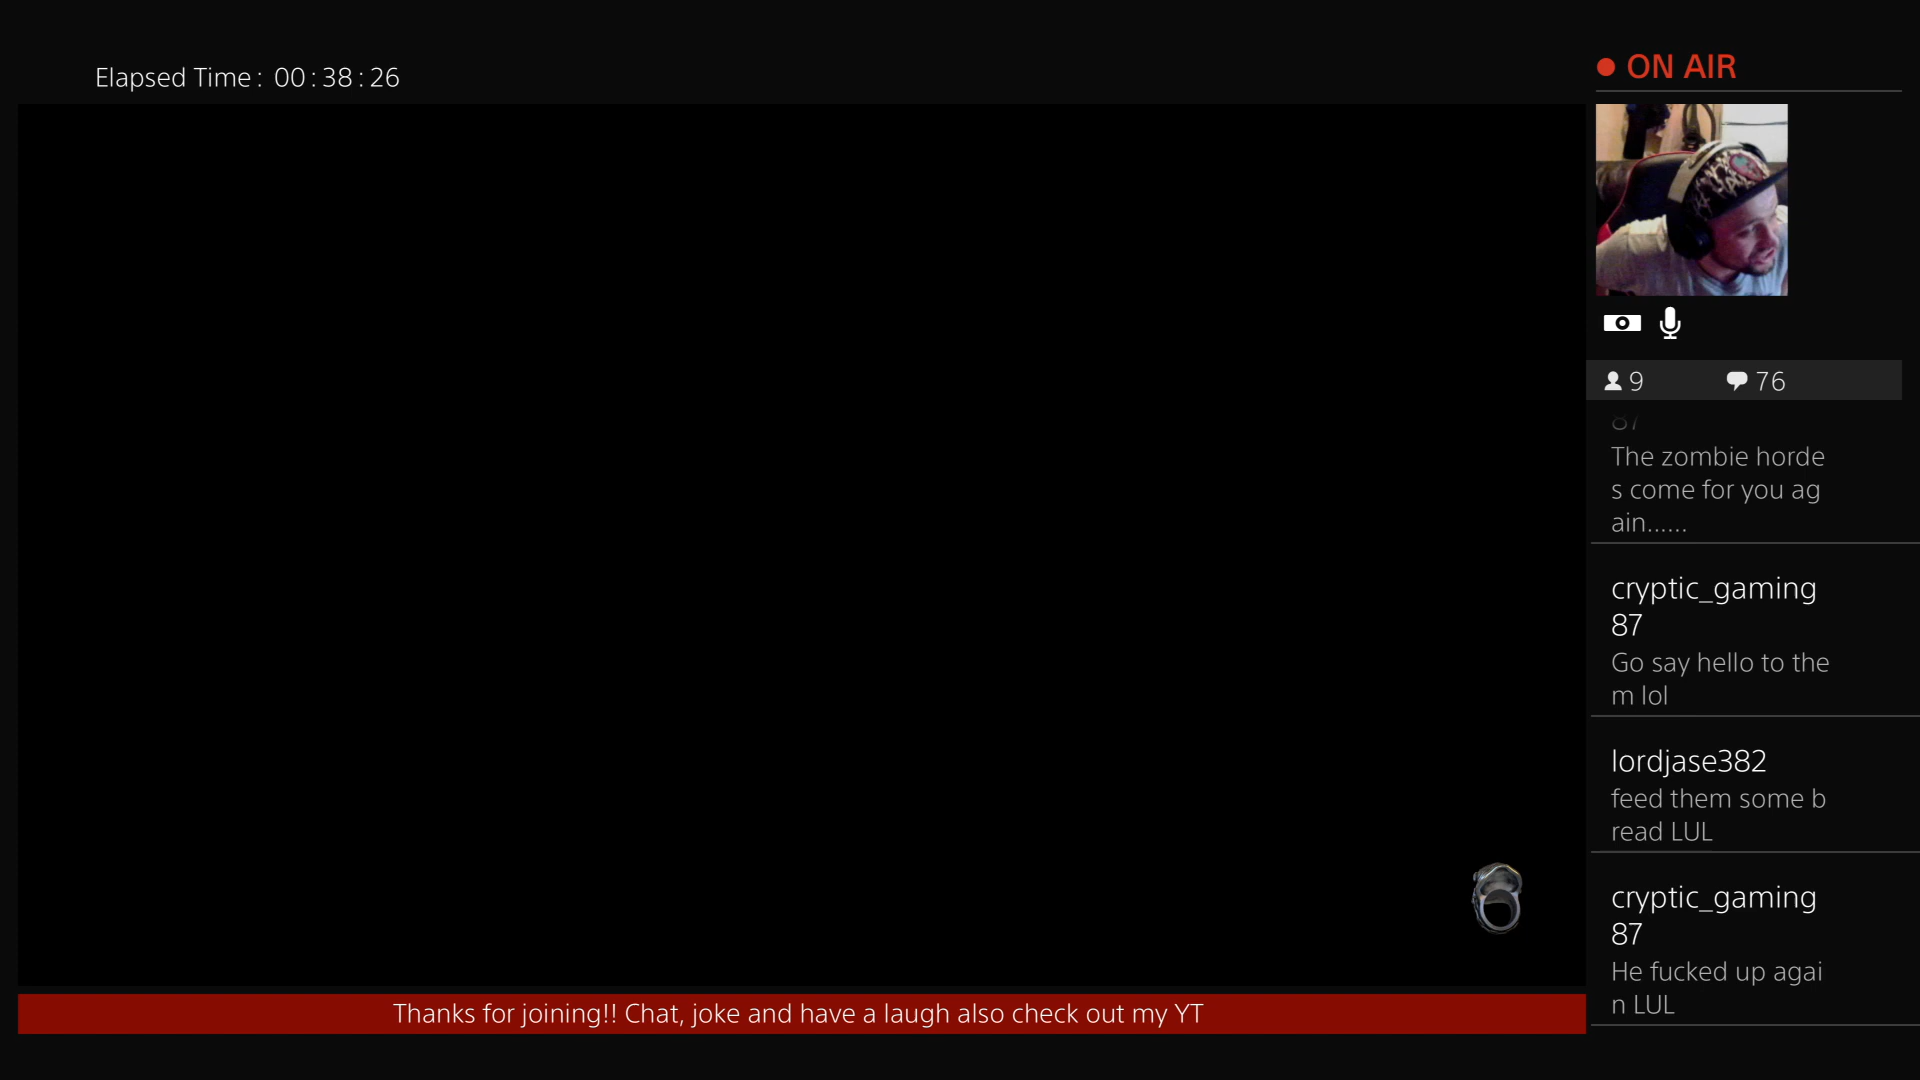 Elapsed Time: 00:38:26
ON AIR
9 76
87
The zombie horde
s come for you ag
ain......
cryptic_gaming
87
Go say hello to the
m lol
lordjase382
feed them some b
read LUL
cryptic_gaming
87
He fucked up agai
n LUL
Thanks for joining!! Chat, joke and have a laugh also check out my YT